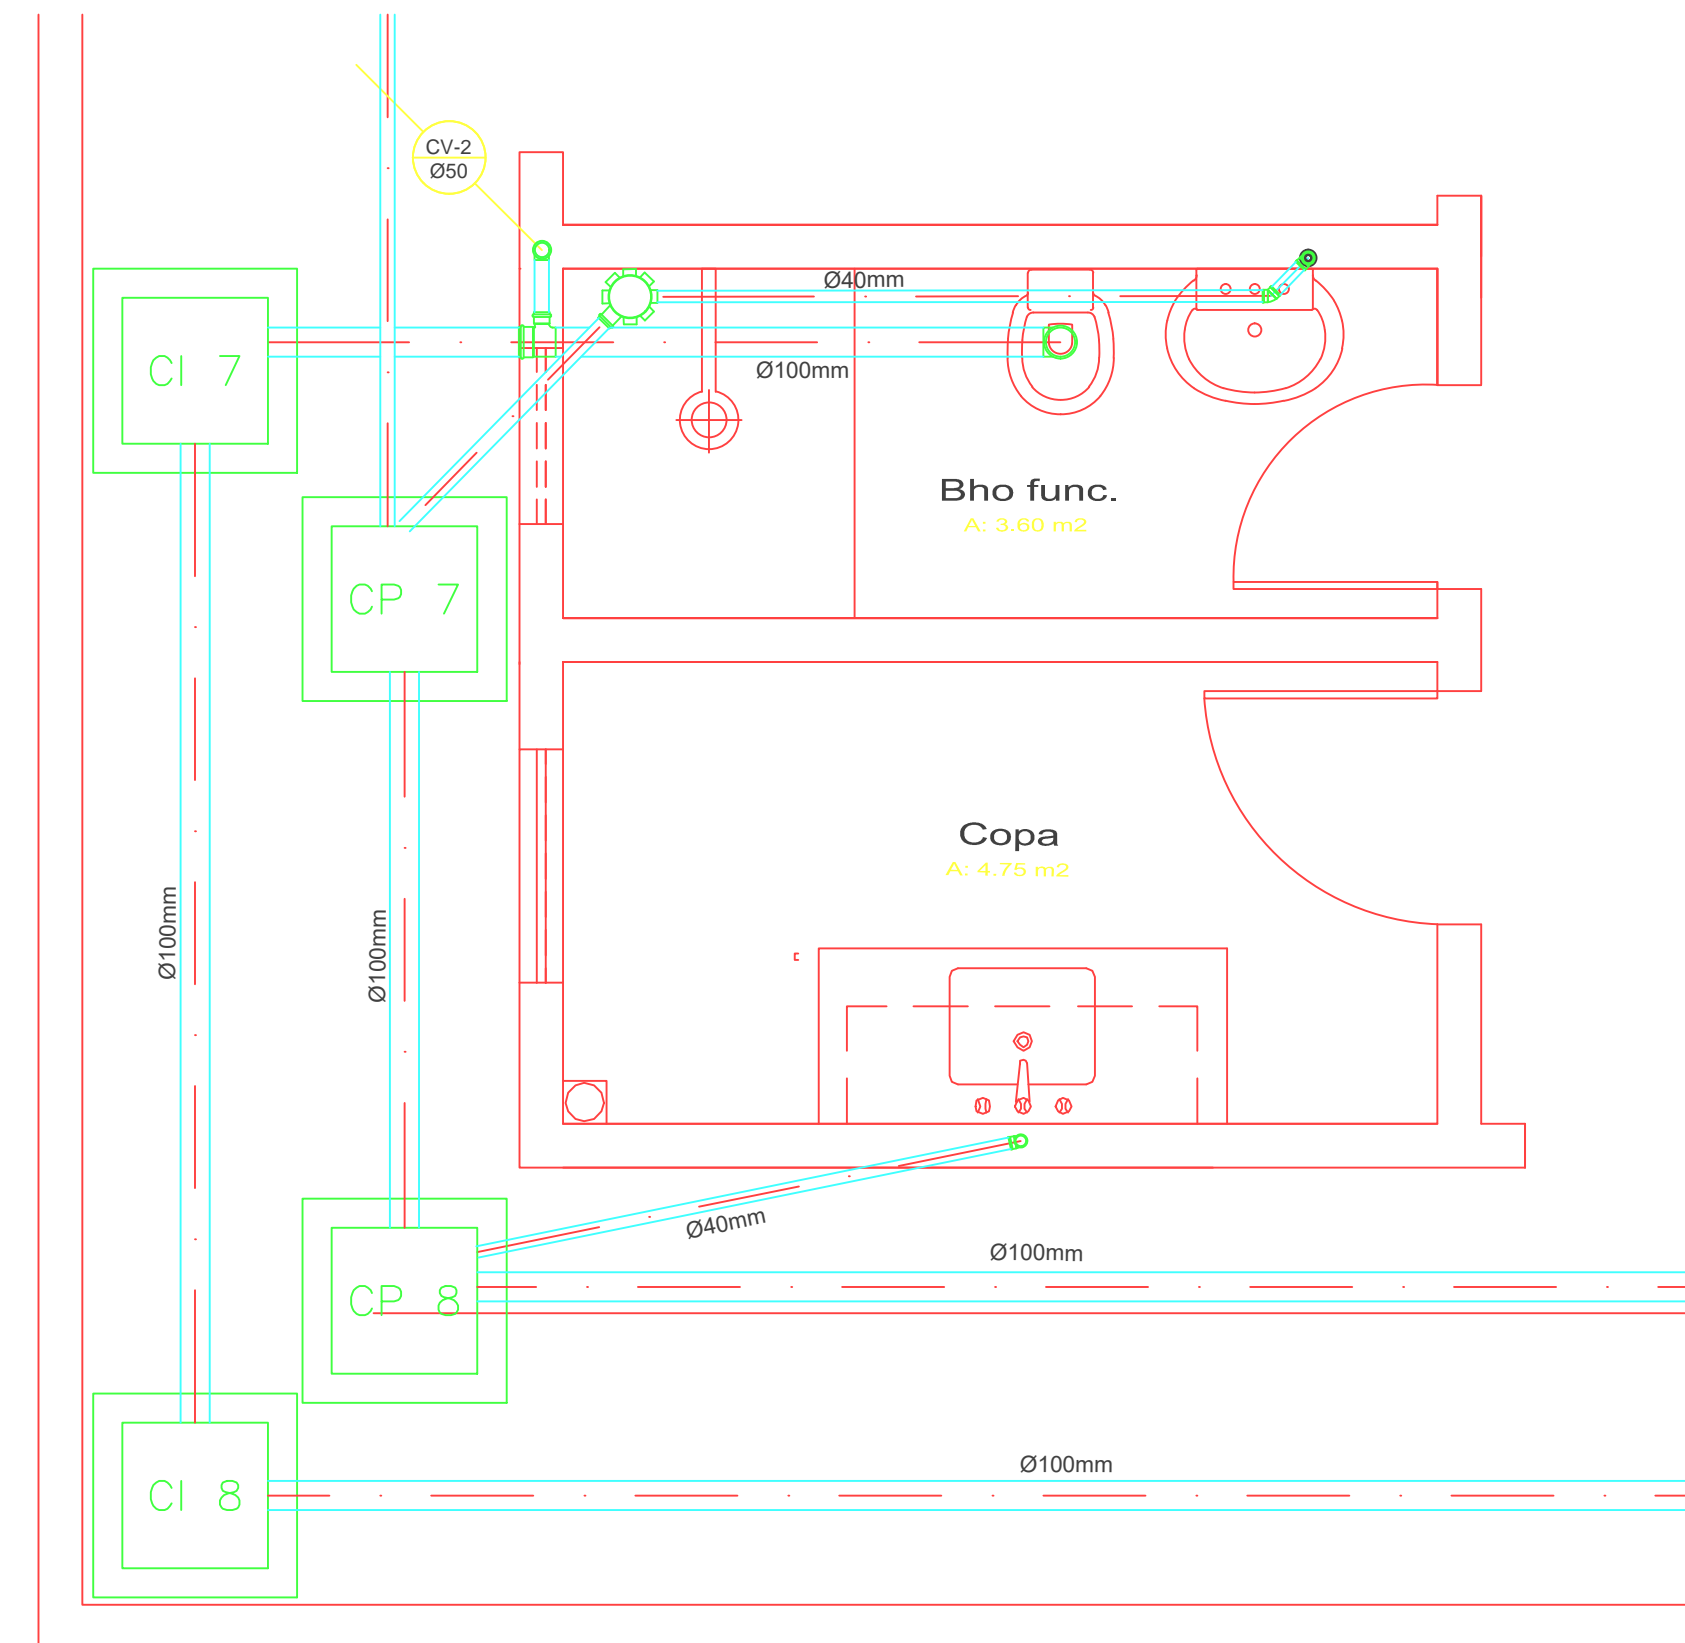 CV-2
Ø50
Ø40mm
CI 7
Ø100mm
Bho func.
A: 3.60 m2
CP 7
Copa
A: 4.75 m2
Ø100mm
Ø100mm
Ø40mm
Ø100mm
CP 8
Ø100mm
CI 8